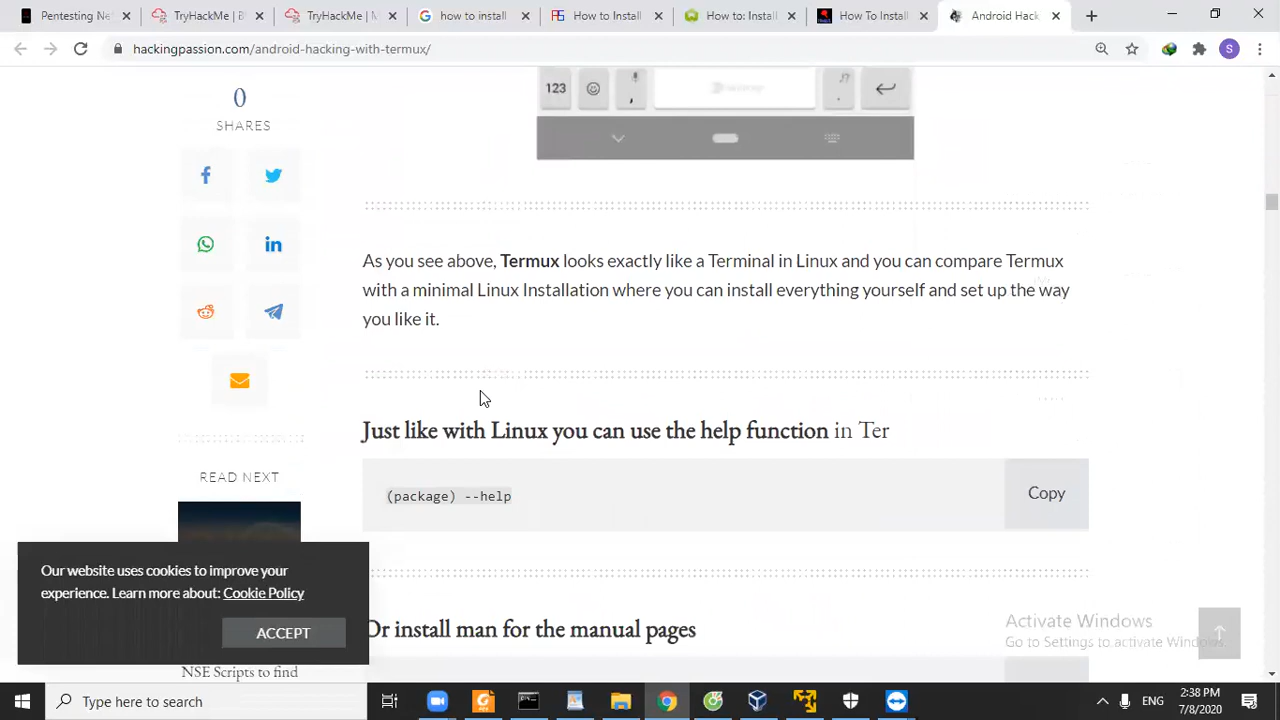 Pentesting Ne
TryHackMe | B
TryHackMe | M
how to install
How to Install
How to: Install
How To Install
Android Hack
hackingpassion.com/android-hacking-with-termux/
S
0
SHARES
123
!?
,
.
As you see above, Termux looks exactly like a Terminal in Linux and you can compare Termux
with a minimal Linux Installation where you can install everything yourself and set up the way
you like it.
Just like with Linux you can use the help function in Ter
READ NEXT
(package) --help
Copy
Our website uses cookies to improve your
experience. Learn more about: Cookie Policy
ACCEPT
Or install man for the manual pages
Activate Windows
Go to Settings to activate Windows.
NSE Scripts to find
Type here to search
ENG
2:38 PM
7/8/2020